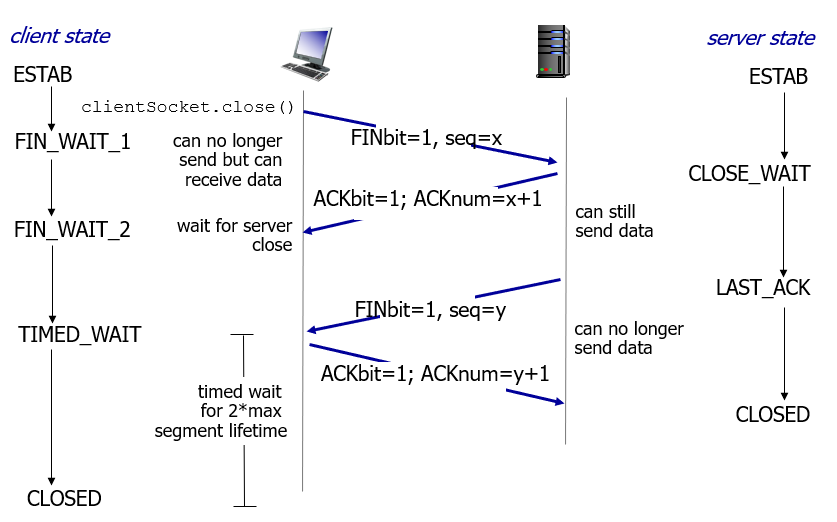 client state
server state
ESTAB
ESTAB
clientSocket.close()
FIN_WAIT_1
can no longer
send but can
receive data
FINbit=1, seq=x
CLOSE_WAIT
ACKbit=1; ACKnum=x+1
FIN_WAIT_2
wait for server
close
can still
send data
LAST_ACK
FINbit=1, seq=y
TIMED_WAIT
can no longer
send data
ACKbit=1; ACKnum=y+1
timed wait
for 2*max
segment lifetime
CLOSED
CLOSED